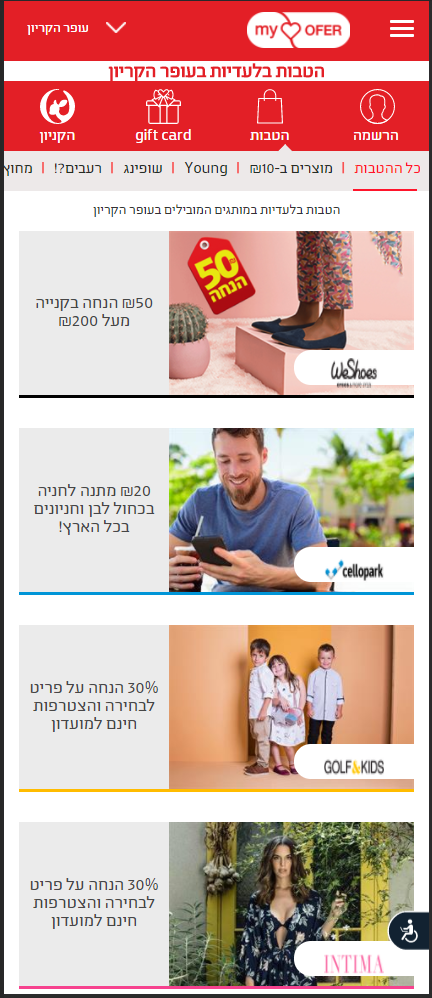 עופר הקריון
my OFER
הטבות בלעדיות בעופר הקריון
הרשמה
הטבות
gift card
הקניון
כל ההטבות | מוצרים ב-₪10 | Young | שופינג | רעבים?! | מחוץ
הטבות בלעדיות במותגים המובילים בעופר הקריון
50₪
הנחה
WeShoes
₪50 הנחה בקנייה
מעל ₪200
cellopark
₪20 מתנה לחניה
בכחול לבן וחניונים
בכל הארץ!
GOLF&KIDS
30% הנחה על פריט
לבחירה והצטרפות
חינם למועדון
INTIMA
30% הנחה על פריט
לבחירה והצטרפות
חינם למועדון